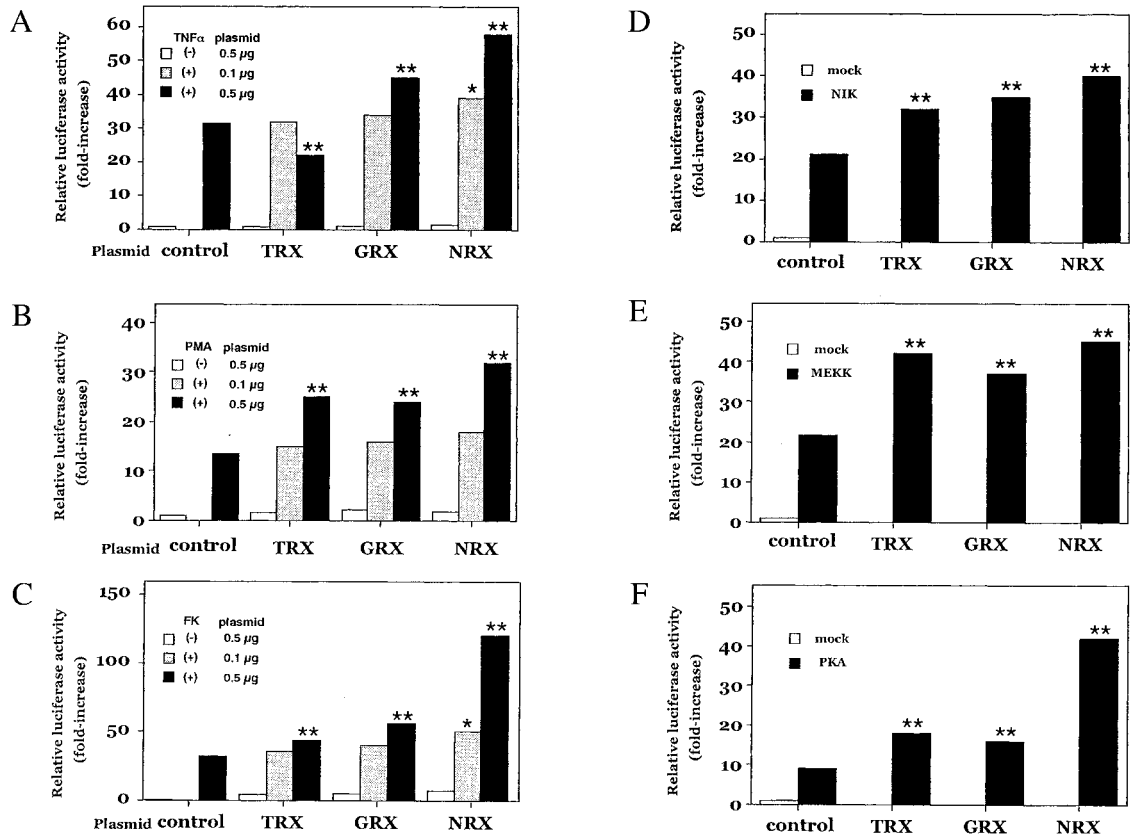 A
Relative luciferase activity
(fold-increase)
60
50
40
30
20
10
0
TNFα plasmid
(-) 0.5 µg
(+) 0.1 µg
(+) 0.5 µg
**
**
*
**
Plasmid control TRX GRX NRX
B
Relative luciferase activity
(fold-increase)
40
30
20
10
0
PMA plasmid
(-) 0.5 µg
(+) 0.1 µg
(+) 0.5 µg
**
**
**
Plasmid control TRX GRX NRX
C
Relative luciferase activity
(fold-increase)
150
100
50
0
FK plasmid
(-) 0.5 µg
(+) 0.1 µg
(+) 0.5 µg
**
**
*
**
Plasmid control TRX GRX NRX
D
Relative luciferase activity
(fold-increase)
50
40
30
20
10
0
mock
NIK
**
**
**
control TRX GRX NRX
E
Relative luciferase activity
(fold-increase)
50
40
30
20
10
0
mock
MEKK
**
**
**
control TRX GRX NRX
F
Relative luciferase activity
(fold-increase)
50
40
30
20
10
0
mock
PKA
**
**
**
control TRX GRX NRX